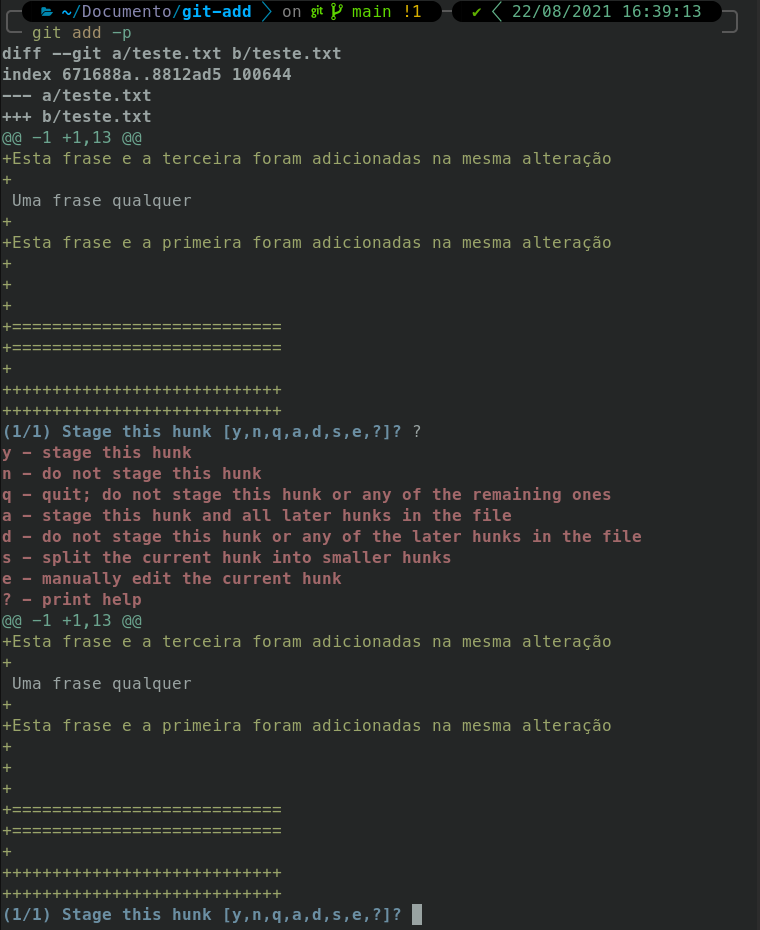 ~/Documento/git-add on git main !1 ✔ 22/08/2021 16:39:13
git add -p
diff --git a/teste.txt b/teste.txt
index 671688a..8812ad5 100644
--- a/teste.txt
+++ b/teste.txt
@@ -1 +1,13 @@
+Esta frase e a terceira foram adicionadas na mesma alteração
+
 Uma frase qualquer
+
+Esta frase e a primeira foram adicionadas na mesma alteração
+
+
+
+===========================
+===========================
+
++++++++++++++++++++++++++++
++++++++++++++++++++++++++++
(1/1) Stage this hunk [y,n,q,a,d,s,e,?]? ?
y - stage this hunk
n - do not stage this hunk
q - quit; do not stage this hunk or any of the remaining ones
a - stage this hunk and all later hunks in the file
d - do not stage this hunk or any of the later hunks in the file
s - split the current hunk into smaller hunks
e - manually edit the current hunk
? - print help
@@ -1 +1,13 @@
+Esta frase e a terceira foram adicionadas na mesma alteração
+
 Uma frase qualquer
+
+Esta frase e a primeira foram adicionadas na mesma alteração
+
+
+
+===========================
+===========================
+
++++++++++++++++++++++++++++
++++++++++++++++++++++++++++
(1/1) Stage this hunk [y,n,q,a,d,s,e,?]?